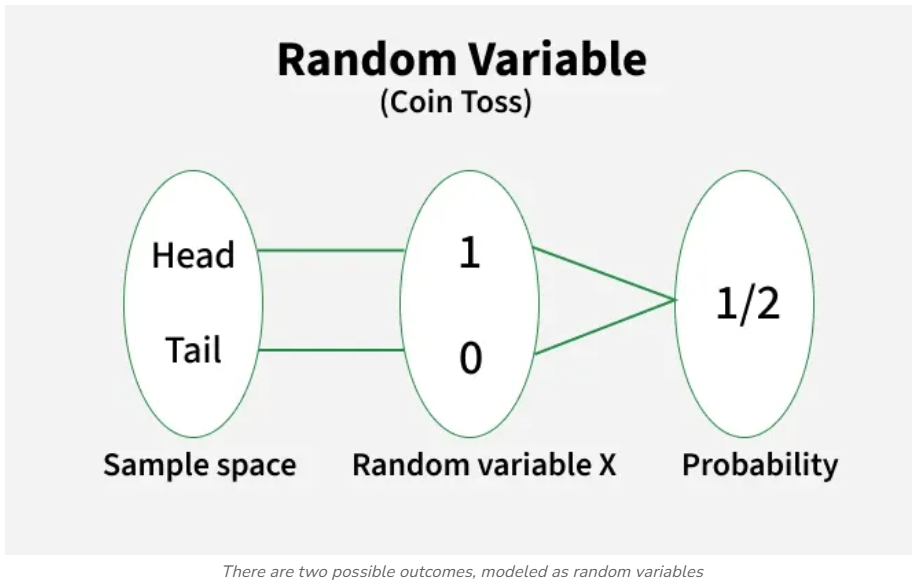 Random Variable
(Coin Toss)
Head
Tail
1
0
1/2
Sample space
Random variable X
Probability
There are two possible outcomes, modeled as random variables